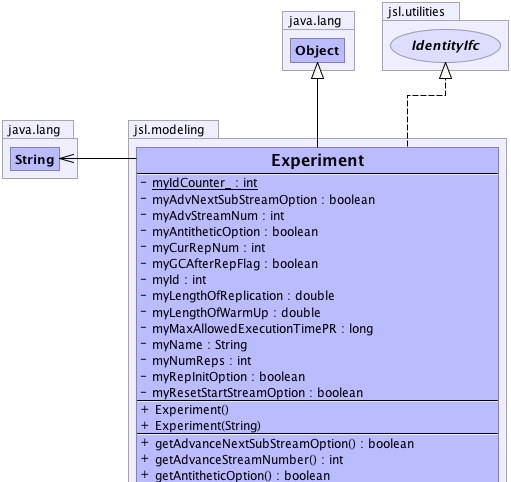 java.lang
Object
jsl.utilities
IdentityIfc
java.lang
String
jsl.modeling
Experiment
- myIdCounter_ : int
- myAdvNextSubStreamOption : boolean
- myAdvStreamNum : int
- myAntitheticOption : boolean
- myCurRepNum : int
- myGCAfterRepFlag : boolean
- myId : int
- myLengthOfReplication : double
- myLengthOfWarmUp : double
- myMaxAllowedExecutionTimePR : long
- myName : String
- myNumReps : int
- myRepInitOption : boolean
- myResetStartStreamOption : boolean
+ Experiment()
+ Experiment(String)
+ getAdvanceNextSubStreamOption() : boolean
+ getAdvanceStreamNumber() : int
+ getAntitheticOption() : boolean